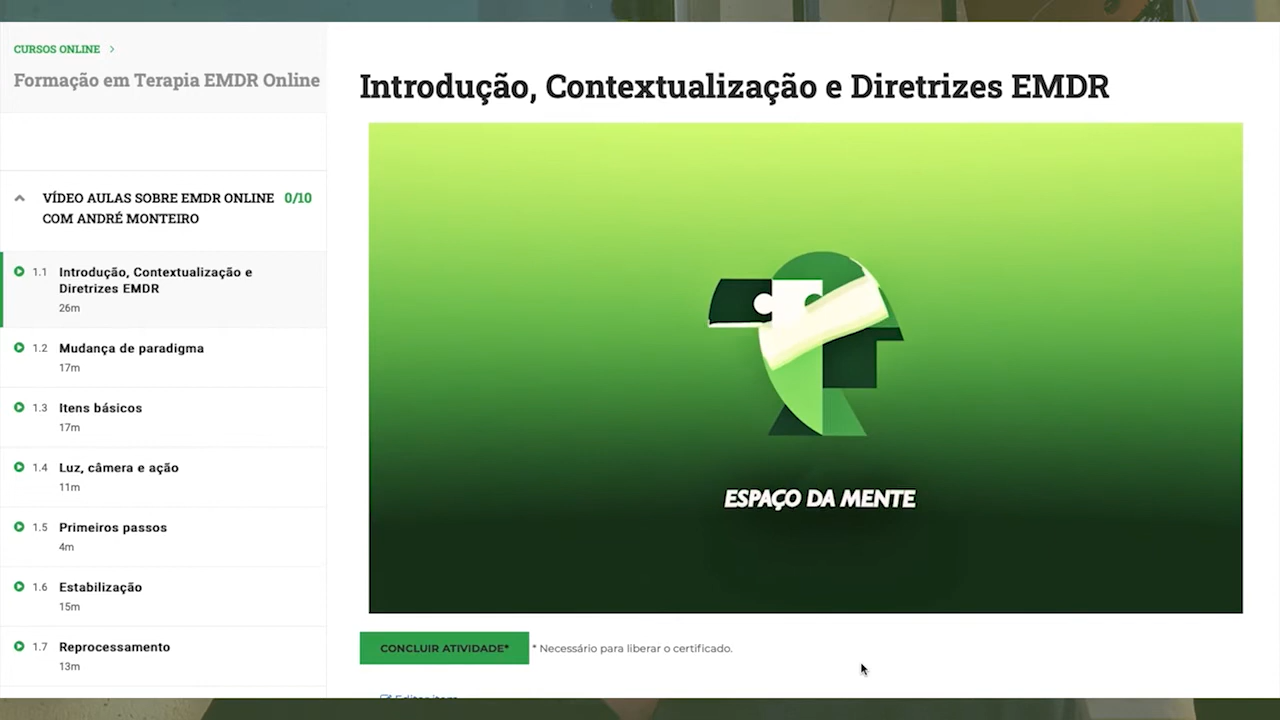 CURSOS ONLINE >
Formação em Terapia EMDR Online
VÍDEO AULAS SOBRE EMDR ONLINE
COM ANDRÉ MONTEIRO
0/10
1.1 Introdução, Contextualização e
Diretrizes EMDR
26m
1.2 Mudança de paradigma
17m
1.3 Itens básicos
17m
1.4 Luz, câmera e ação
11m
1.5 Primeiros passos
4m
1.6 Estabilização
15m
1.7 Reprocessamento
13m
Introdução, Contextualização e Diretrizes EMDR
ESPAÇO DA MENTE
CONCLUIR ATIVIDADE* * Necessário para liberar o certificado.